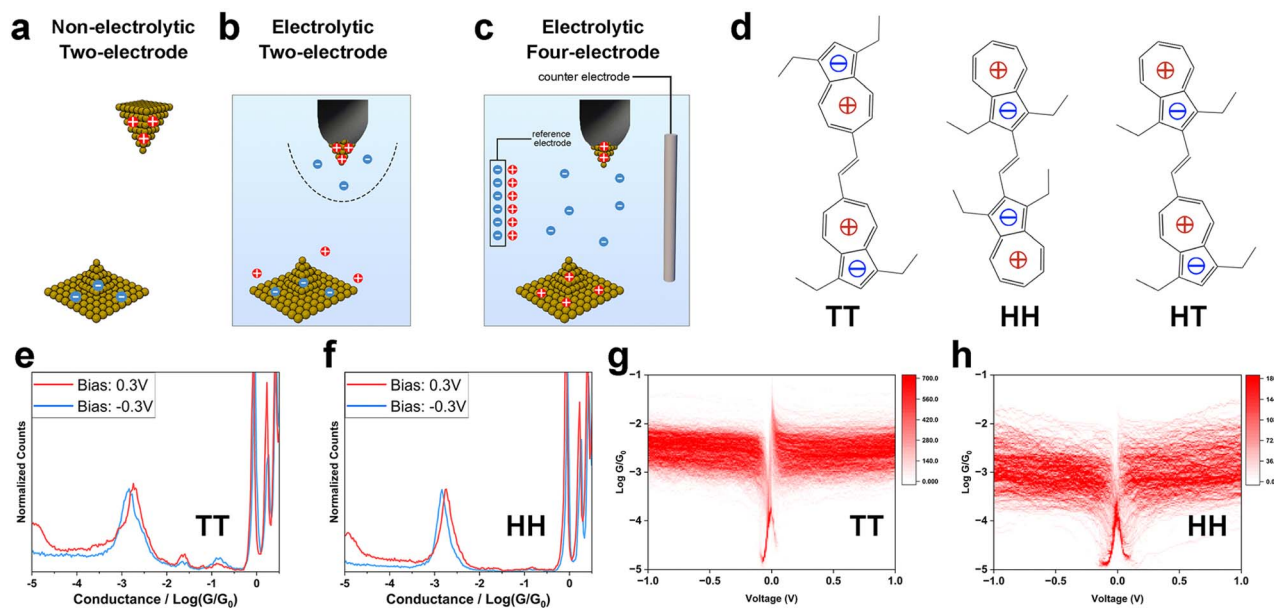 a Non-electrolytic
Two-electrode
b Electrolytic
Two-electrode
c Electrolytic
Four-electrode
counter electrode
reference
electrode
d
TT
HH
HT
e
Bias: 0.3V
Bias: -0.3V
Normalized Counts
TT
-5 -4 -3 -2 -1 0
Conductance / Log(G/G₀)
f
Bias: 0.3V
Bias: -0.3V
Normalized Counts
HH
-5 -4 -3 -2 -1 0
Conductance / Log(G/G₀)
g
Log G/G₀
-1
-2
-3
-4
-5
-1.0 -0.5 0.0 0.5 1.0
Voltage (V)
TT
700.0
560.0
420.0
280.0
140.0
0.000
h
Log G/G₀
-1
-2
-3
-4
-5
-1.0 -0.5 0.0 0.5 1.0
Voltage (V)
HH